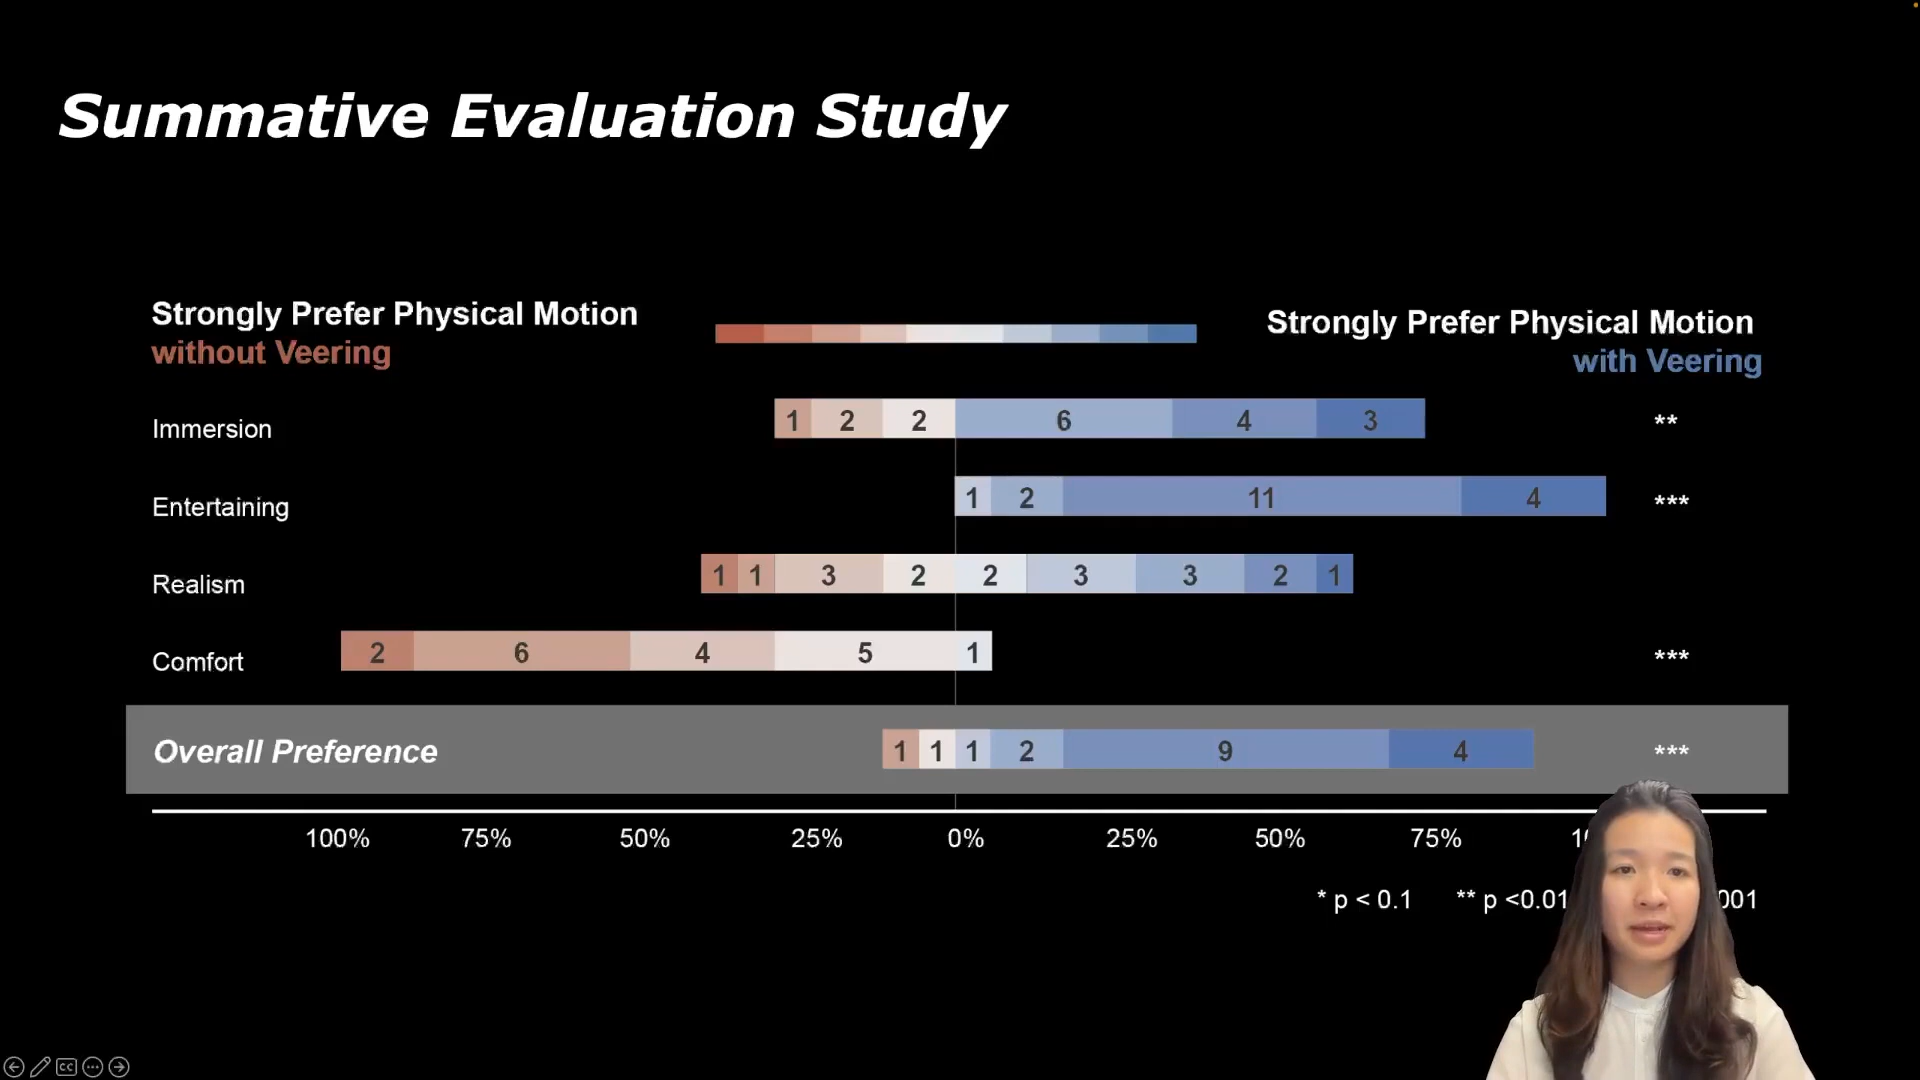 Summative Evaluation Study
Strongly Prefer Physical Motion
without Veering
Strongly Prefer Physical Motion
with Veering
Immersion 1 2 2 6 4 3 **
Entertaining 1 2 11 4 ***
Realism 1 1 3 2 2 3 3 2 1
Comfort 2 6 4 5 1 ***
Overall Preference 1 1 1 2 9 4 ***
100% 75% 50% 25% 0% 25% 50% 75%
* p < 0.1 ** p <0.01
CC